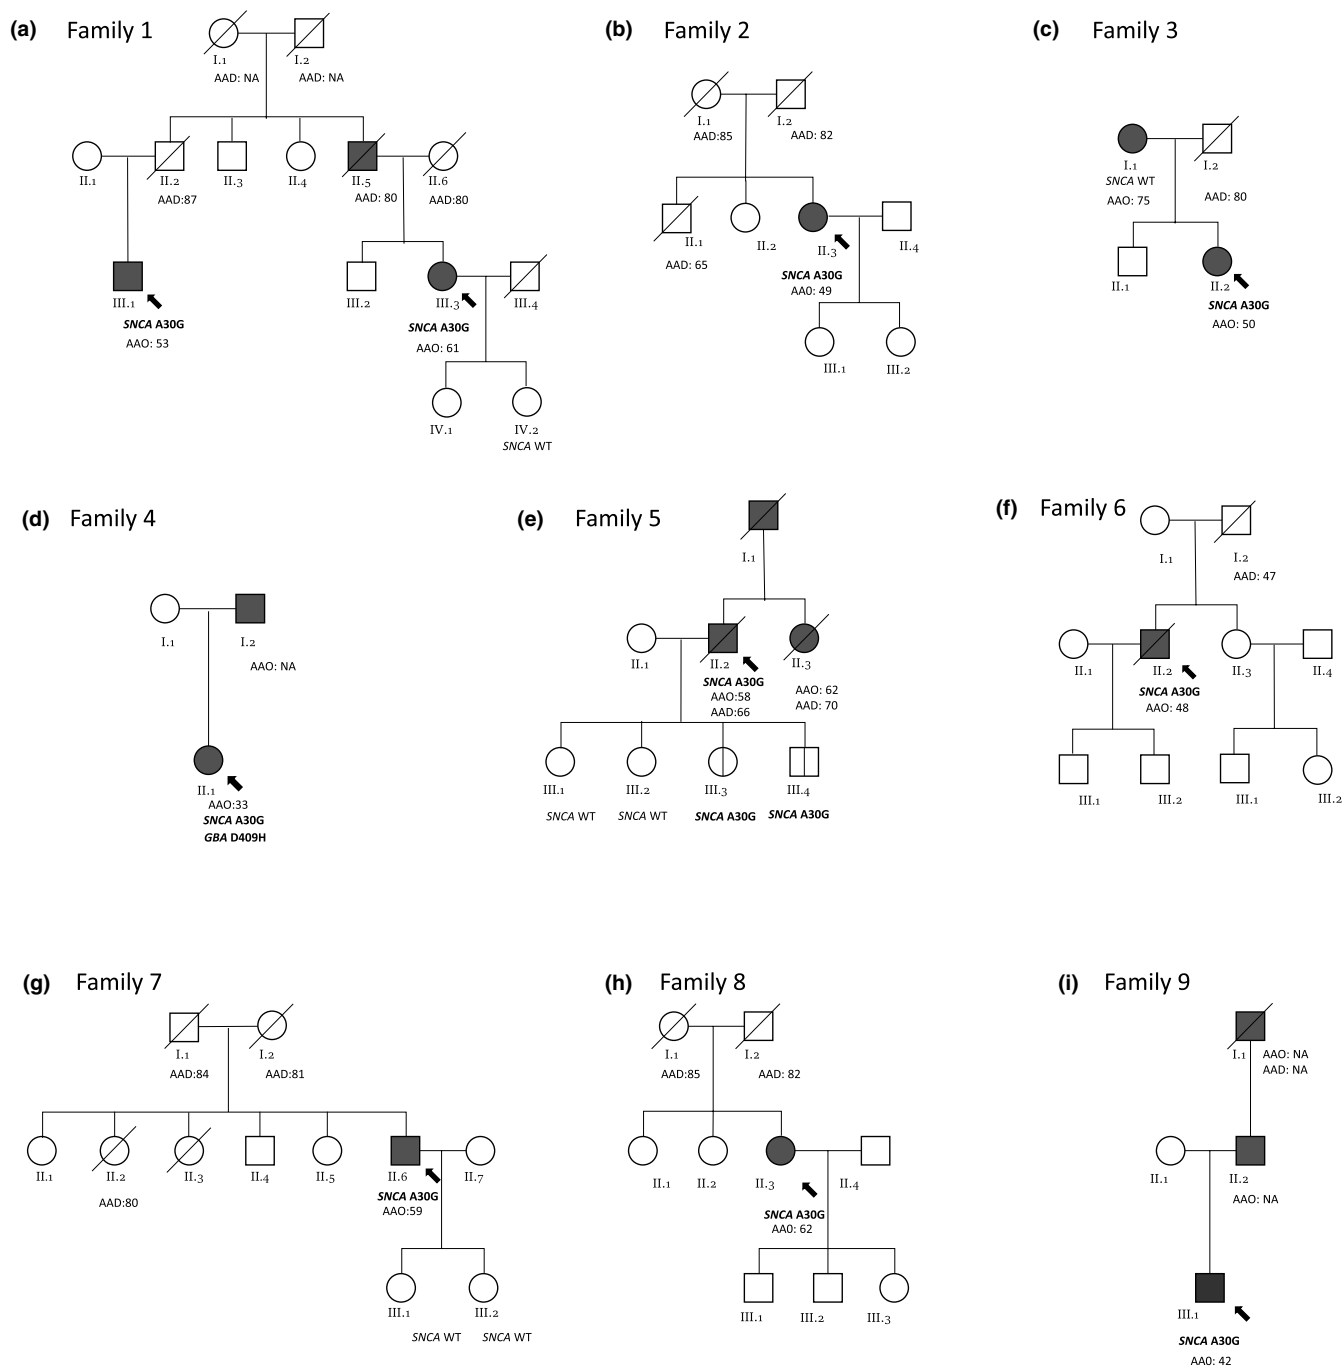 (a) Family 1
I.1 I.2
AAD: NA AAD: NA
II.1 II.2 II.3 II.4 II.5 II.6
AAD:87 AAD: 80 AAD:80
III.1 III.2 III.3 III.4
SNCA A30G SNCA A30G
AAO: 53 AAO: 61
IV.1 IV.2
SNCA WT
(b) Family 2
I.1 I.2
AAD:85 AAD: 82
II.1 II.2 II.3 II.4
AAD: 65 SNCA A30G
AA0: 49
III.1 III.2
(c) Family 3
I.1 I.2
SNCA WT
AAO: 75 AAD: 80
II.1 II.2
SNCA A30G
AAO: 50
(d) Family 4
I.1 I.2
AAO: NA
II.1
AAO:33
SNCA A30G
GBA D409H
(e) Family 5
I.1
II.1 II.2 II.3
SNCA A30G
AAO:58 AAO: 62
AAD:66 AAD: 70
III.1 III.2 III.3 III.4
SNCA WT SNCA WT SNCA A30G SNCA A30G
(f) Family 6
I.1 I.2
AAD: 47
II.1 II.2 II.3 II.4
SNCA A30G
AAO: 48
III.1 III.2 III.1 III.2
(g) Family 7
I.1 I.2
AAD:84 AAD:81
II.1 II.2 II.3 II.4 II.5 II.6 II.7
AAD:80 SNCA A30G
AAO:59
III.1 III.2
SNCA WT SNCA WT
(h) Family 8
I.1 I.2
AAD:85 AAD: 82
II.1 II.2 II.3 II.4
SNCA A30G
AA0: 62
III.1 III.2 III.3
(i) Family 9
I.1 AAO: NA
AAD: NA
II.1 II.2
AAO: NA
III.1
SNCA A30G
AA0: 42